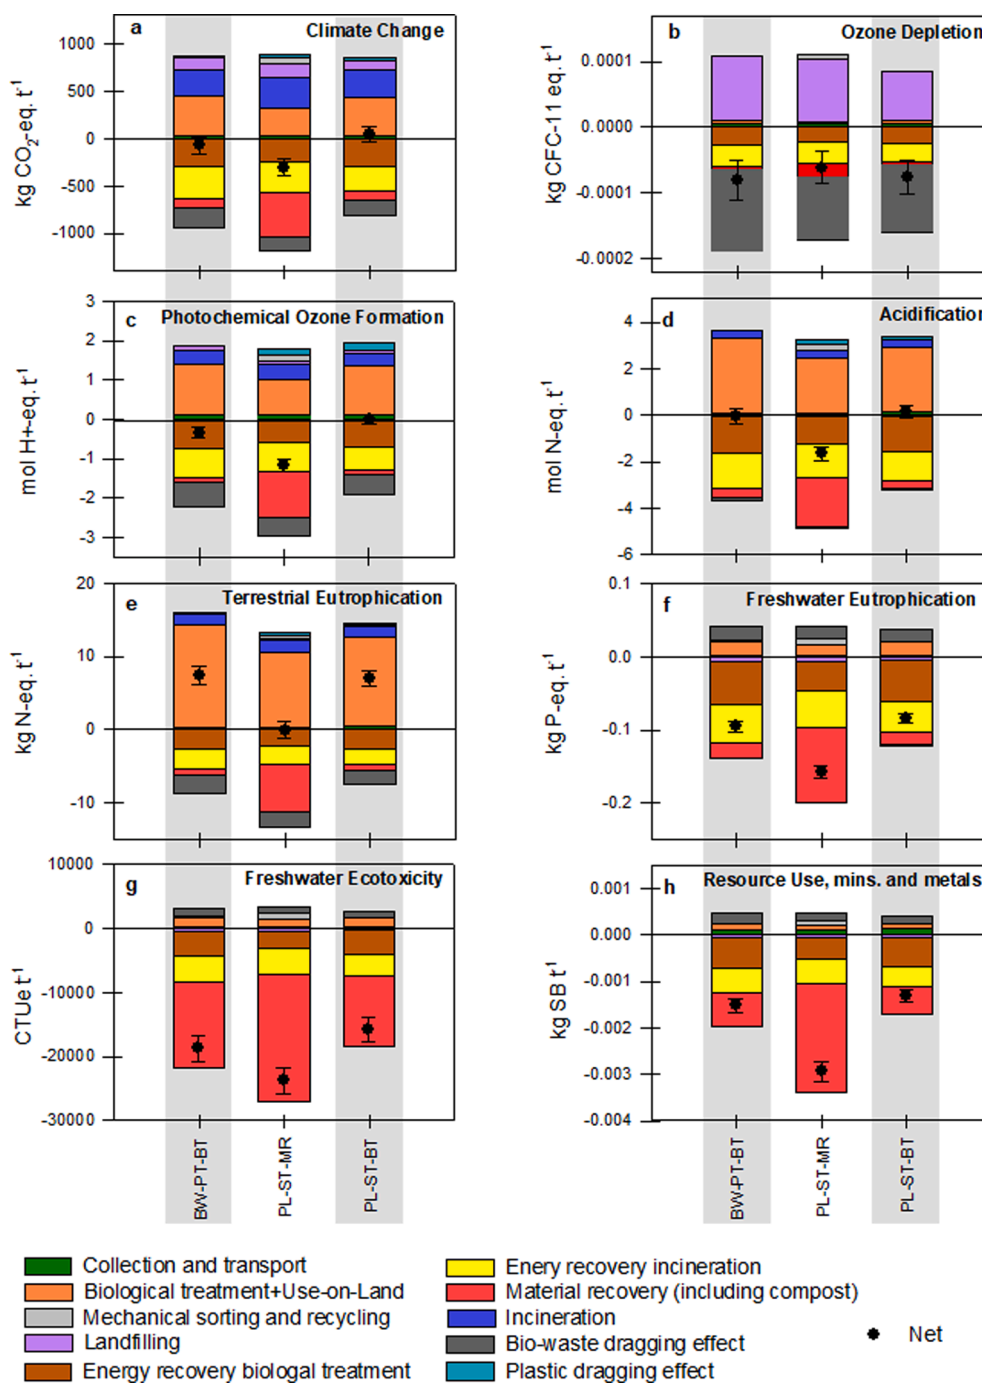 a Climate Change
1000
500
0
-500
-1000
kg CO2-eq. t-1
b Ozone Depletion
0.0001
0.0000
-0.0001
-0.0002
kg CFC-11 eq. t-1
c Photochemical Ozone Formation
3
2
1
0
-1
-2
-3
mol H+-eq. t-1
d Acidification
4
2
0
-2
-4
-6
mol N-eq. t-1
e Terrestrial Eutrophication
20
10
0
-10
kg N-eq. t-1
f Freshwater Eutrophication
0.1
0.0
-0.1
-0.2
kg P-eq. t-1
g Freshwater Ecotoxicity
10000
0
-10000
-20000
-30000
CTUe t-1
h Resource Use, mins. and metals
0.001
0.000
-0.001
-0.002
-0.003
-0.004
kg SB t-1
BW-PT-BT
PL-ST-MR
PL-ST-BT
BW-PT-BT
PL-ST-MR
PL-ST-BT
Collection and transport
Biological treatment+Use-on-Land
Mechanical sorting and recycling
Landfilling
Energy recovery biologal treatment
Enery recovery incineration
Material recovery (including compost)
Incineration
Bio-waste dragging effect
Plastic dragging effect
Net